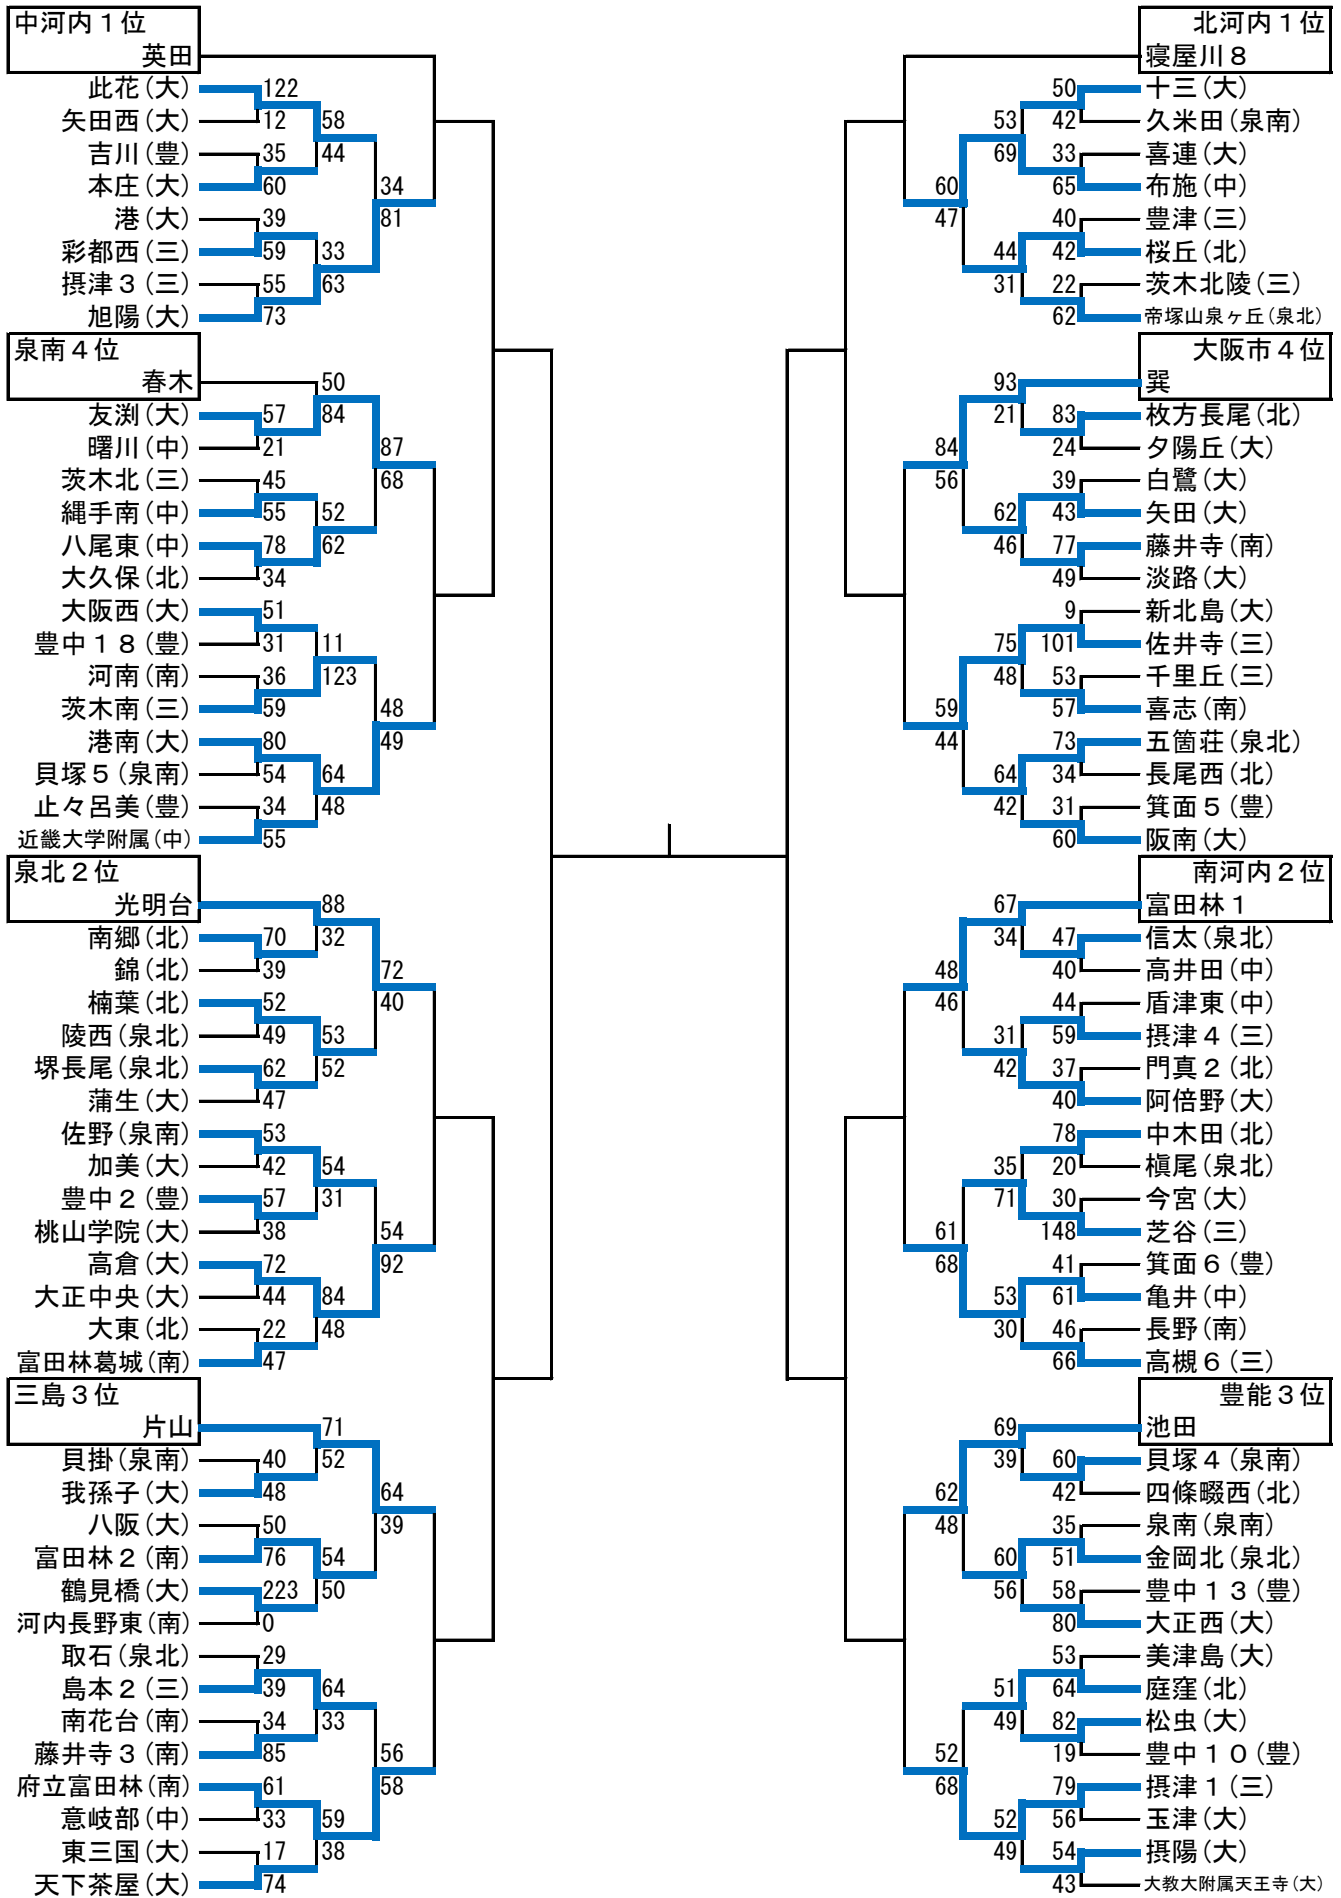 中河内１位
英田
此花(大) 122
矢田西(大) 12 58
吉川(豊) 35 44
本庄(大) 60 34
港(大) 39 81
彩都西(三) 59 33
摂津３(三) 55 63
旭陽(大) 73
泉南４位
春木 50
友渕(大) 57 84
曙川(中) 21 87
茨木北(三) 45 68
縄手南(中) 55 52
八尾東(中) 78 62
大久保(北) 34
大阪西(大) 51
豊中１８(豊) 31 11
河南(南) 36 123
茨木南(三) 59 48
港南(大) 80 49
貝塚５(泉南) 54 64
止々呂美(豊) 34 48
近畿大学附属(中) 55
泉北２位
光明台 88
南郷(北) 70 32
錦(北) 39 72
楠葉(北) 52 40
陵西(泉北) 49 53
堺長尾(泉北) 62 52
蒲生(大) 47
佐野(泉南) 53
加美(大) 42 54
豊中２(豊) 57 31
桃山学院(大) 38 54
高倉(大) 72 92
大正中央(大) 44 84
大東(北) 22 48
富田林葛城(南) 47
三島３位
片山 71
貝掛(泉南) 40 52
我孫子(大) 48 64
八阪(大) 50 39
富田林２(南) 76 54
鶴見橋(大) 223 50
河内長野東(南) 0
取石(泉北) 29
島本２(三) 39 64
南花台(南) 34 33
藤井寺３(南) 85 56
府立富田林(南) 61 58
意岐部(中) 33 59
東三国(大) 17 38
天下茶屋(大) 74
北河内１位
寝屋川８
50 十三(大)
53 42 久米田(泉南)
69 33 喜連(大)
60 65 布施(中)
47 40 豊津(三)
44 42 桜丘(北)
31 22 茨木北陵(三)
62 帝塚山泉ヶ丘(泉北)
大阪市４位
93 巽
21 83 枚方長尾(北)
84 24 夕陽丘(大)
56 39 白鷺(大)
62 43 矢田(大)
46 77 藤井寺(南)
49 淡路(大)
9 新北島(大)
75 101 佐井寺(三)
48 53 千里丘(三)
59 57 喜志(南)
44 73 五箇荘(泉北)
64 34 長尾西(北)
42 31 箕面５(豊)
60 阪南(大)
南河内２位
67 富田林１
34 47 信太(泉北)
48 40 高井田(中)
46 44 盾津東(中)
31 59 摂津４(三)
42 37 門真２(北)
40 阿倍野(大)
78 中木田(北)
35 20 槇尾(泉北)
71 30 今宮(大)
61 148 芝谷(三)
68 41 箕面６(豊)
53 61 亀井(中)
30 46 長野(南)
66 高槻６(三)
豊能３位
69 池田
39 60 貝塚４(泉南)
62 42 四條畷西(北)
48 35 泉南(泉南)
60 51 金岡北(泉北)
56 58 豊中１３(豊)
80 大正西(大)
53 美津島(大)
51 64 庭窪(北)
49 82 松虫(大)
52 19 豊中１０(豊)
68 79 摂津１(三)
52 56 玉津(大)
49 54 摂陽(大)
43 大教大附属天王寺(大)